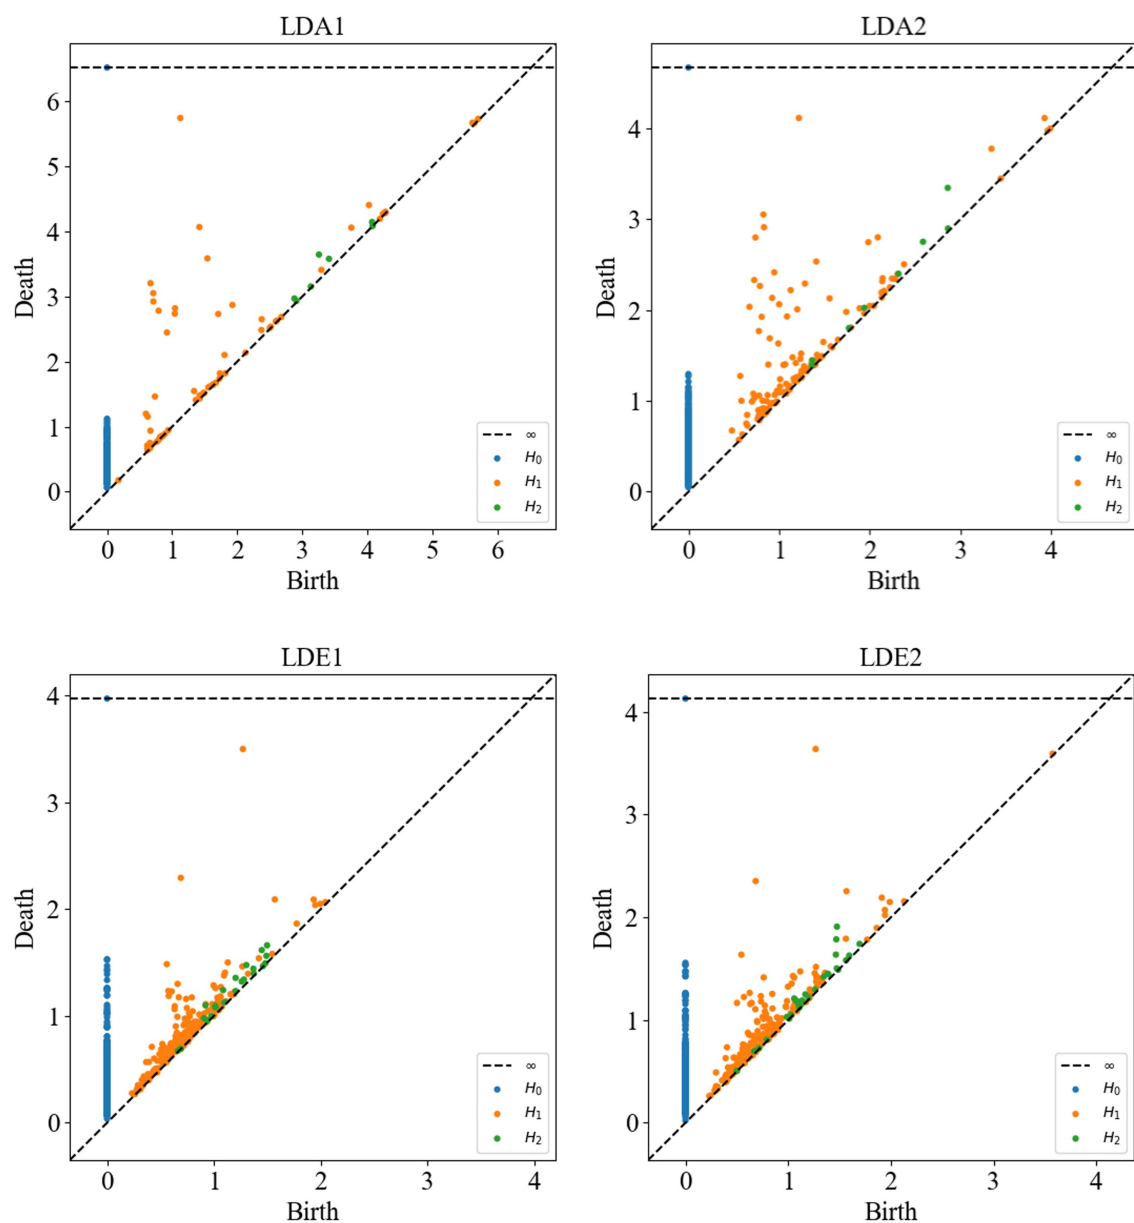 LDA1
Death
6
5
4
3
2
1
0
0 1 2 3 4 5 6
Birth
∞
H₀
H₁
H₂
LDA2
Death
4
3
2
1
0
0 1 2 3 4
Birth
∞
H₀
H₁
H₂
LDE1
Death
4
3
2
1
0
0 1 2 3 4
Birth
∞
H₀
H₁
H₂
LDE2
Death
4
3
2
1
0
0 1 2 3 4
Birth
∞
H₀
H₁
H₂